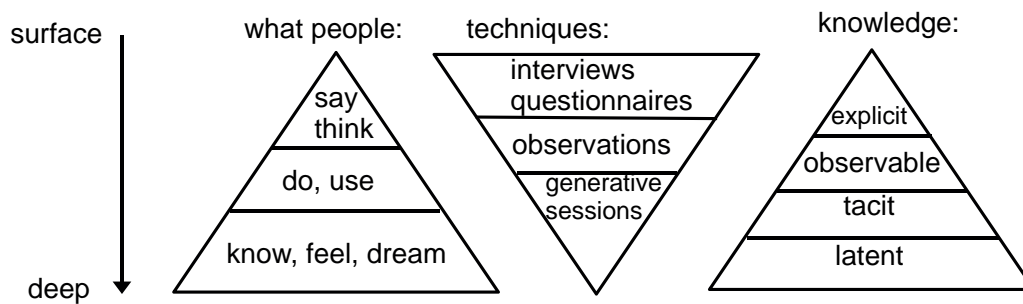 surface
deep
what people:
say
think
do, use
know, feel, dream
techniques:
interviews
questionnaires
observations
generative
sessions
knowledge:
explicit
observable
tacit
latent